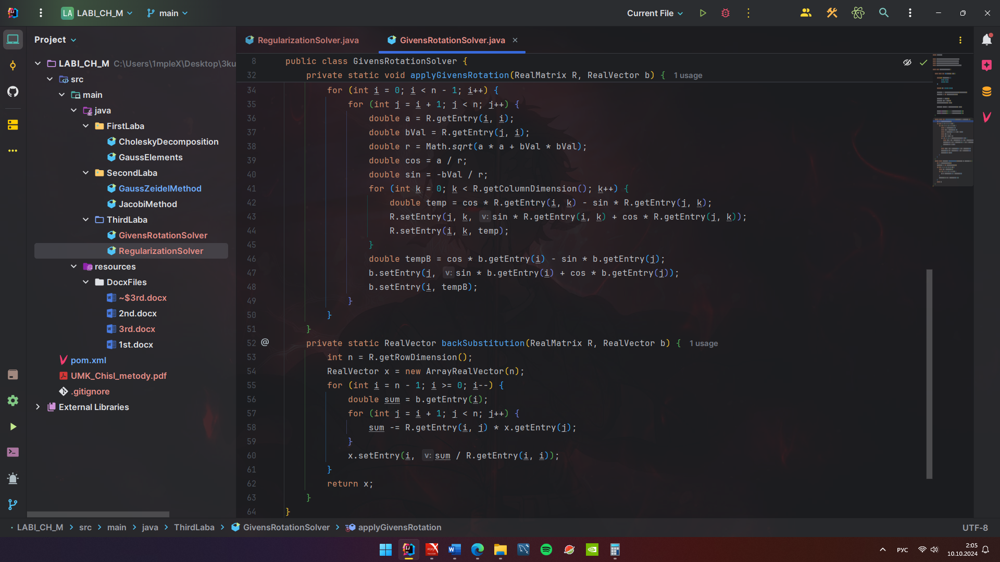 LA LABI_CH_M main Current File
Project
RegularizationSolver.java GivensRotationSolver.java
LABI_CH_M C:\Users\1mpleX\Desktop\3ku
src
main
java
FirstLaba
CholeskyDecomposition
GaussElements
SecondLaba
GaussZeidelMethod
JacobiMethod
ThirdLaba
GivensRotationSolver
RegularizationSolver
resources
DocxFiles
~$3rd.docx
2nd.docx
3rd.docx
1st.docx
pom.xml
UMK_Chisl_metody.pdf
.gitignore
External Libraries
8 public class GivensRotationSolver {
32 private static void applyGivensRotation(RealMatrix R, RealVector b) { 1 usage
34 for (int i = 0; i < n - 1; i++) {
35 for (int j = i + 1; j < n; j++) {
36 double a = R.getEntry(i, i);
37 double bVal = R.getEntry(j, i);
38 double r = Math.sqrt(a * a + bVal * bVal);
39 double cos = a / r;
40 double sin = -bVal / r;
41 for (int k = 0; k < R.getColumnDimension(); k++) {
42 double temp = cos * R.getEntry(i, k) - sin * R.getEntry(j, k);
43 R.setEntry(j, k, v: sin * R.getEntry(i, k) + cos * R.getEntry(j, k));
44 R.setEntry(i, k, temp);
45 }
46 double tempB = cos * b.getEntry(i) - sin * b.getEntry(j);
47 b.setEntry(j, v: sin * b.getEntry(i) + cos * b.getEntry(j));
48 b.setEntry(i, tempB);
49 }
50 }
51 }
52 @ private static RealVector backSubstitution(RealMatrix R, RealVector b) { 1 usage
53 int n = R.getRowDimension();
54 RealVector x = new ArrayRealVector(n);
55 for (int i = n - 1; i >= 0; i--) {
56 double sum = b.getEntry(i);
57 for (int j = i + 1; j < n; j++) {
58 sum -= R.getEntry(i, j) * x.getEntry(j);
59 }
60 x.setEntry(i, v: sum / R.getEntry(i, i));
61 }
62 return x;
63 }
64 }
LABI_CH_M > src > main > java > ThirdLaba > GivensRotationSolver > applyGivensRotation UTF-8
РУС 2:05
10.10.2024